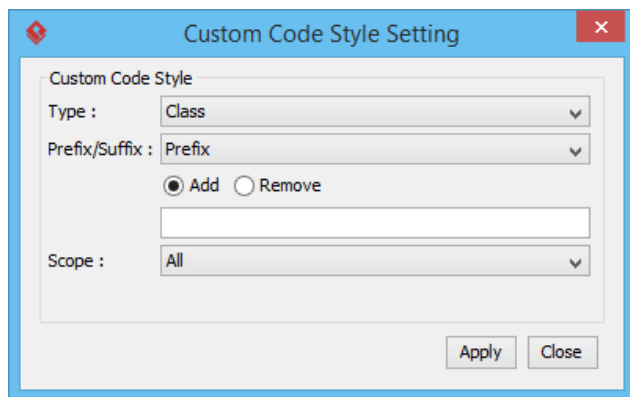 Custom Code Style Setting
Custom Code Style
Type : Class
Prefix/Suffix : Prefix
Add Remove
Scope : All
Apply Close